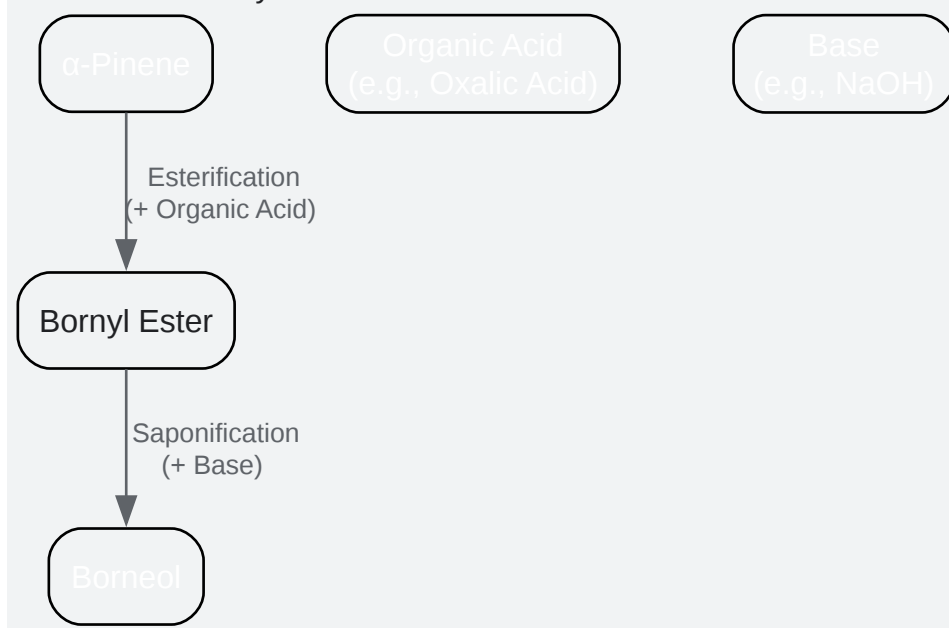 α-Pinene
Organic Acid
(e.g., Oxalic Acid)
Base
(e.g., NaOH)
Esterification
(+ Organic Acid)
Bornyl Ester
Saponification
(+ Base)
Borneol